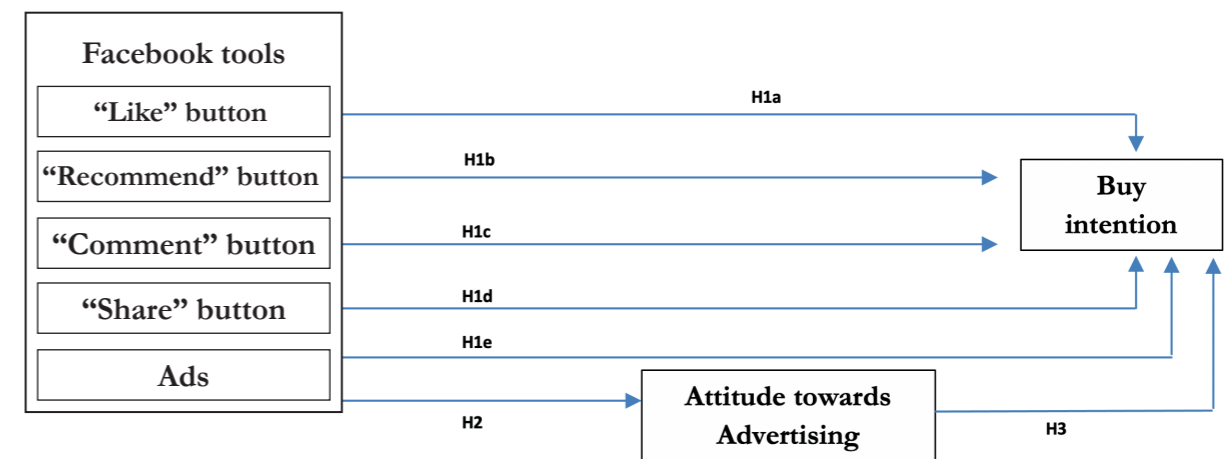 Facebook tools
“Like” button
H1a
“Recommend” button
H1b
Buy
intention
“Comment” button
H1c
“Share” button
H1d
H1e
Ads
H2
Attitude towards
Advertising
H3